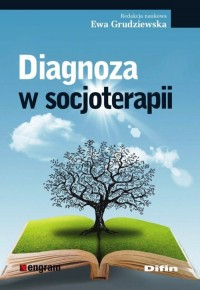 Redakcja naukowa
Ewa Grudziewska
Diagnoza
w socjoterapii
engram
Difin